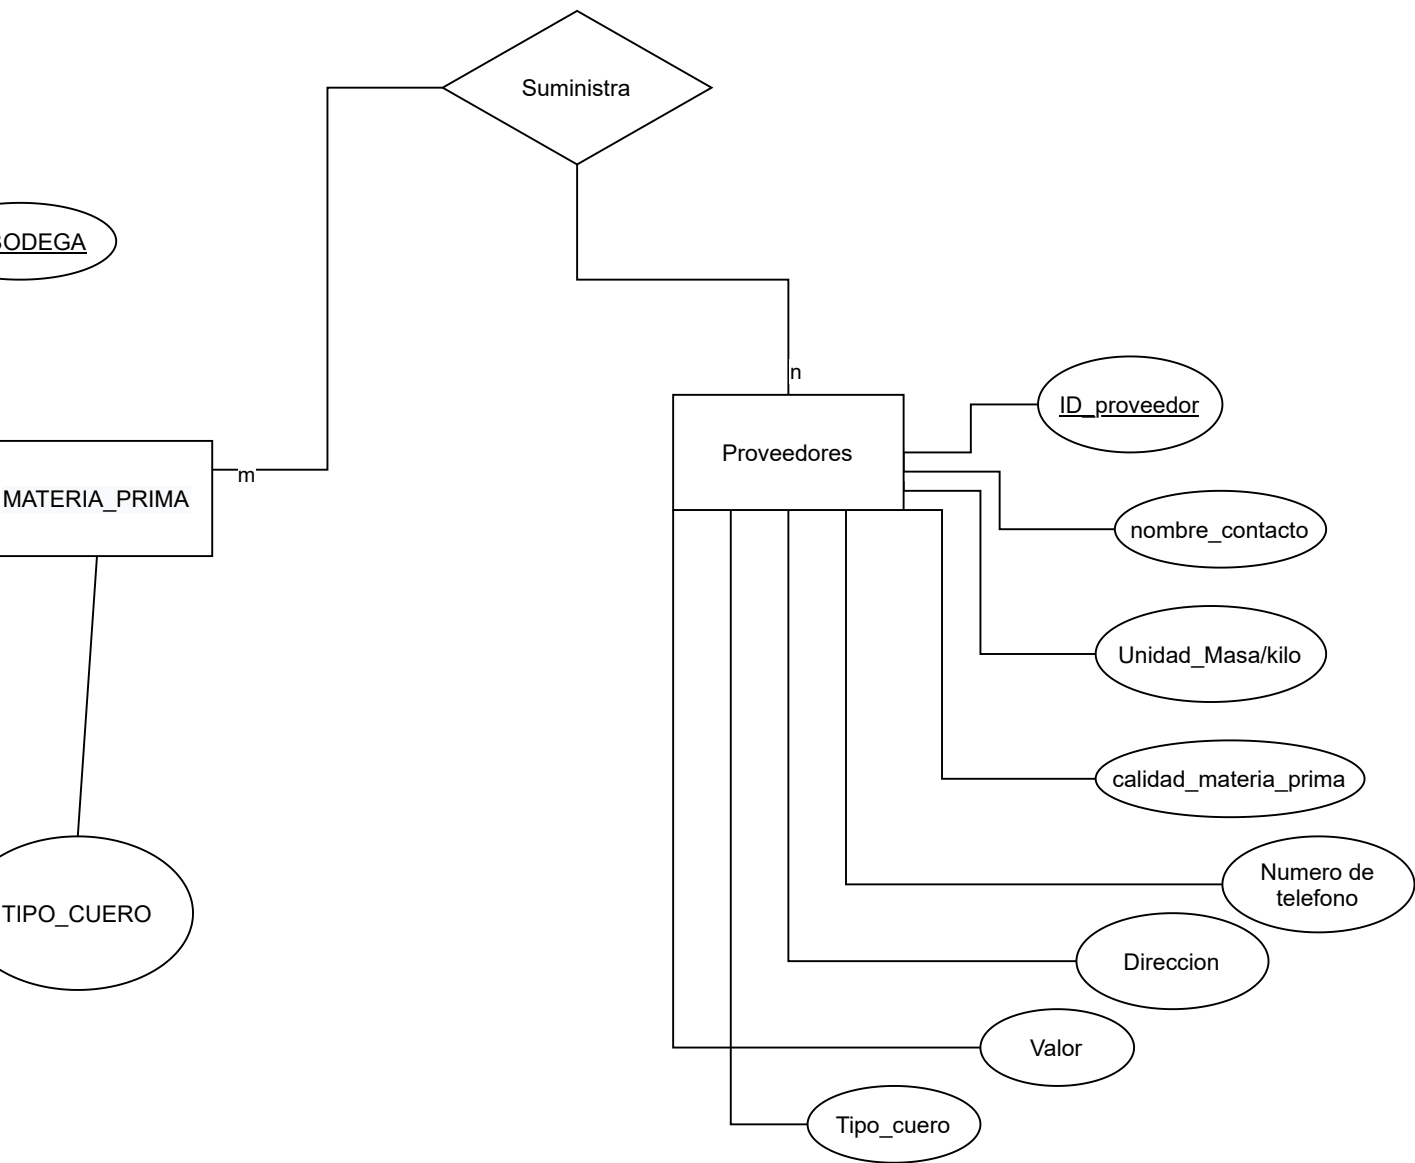 Suministra
BODEGA
n
ID_proveedor
Proveedores
m
MATERIA_PRIMA
nombre_contacto
Unidad_Masa/kilo
calidad_materia_prima
Numero de
telefono
TIPO_CUERO
Direccion
Valor
Tipo_cuero